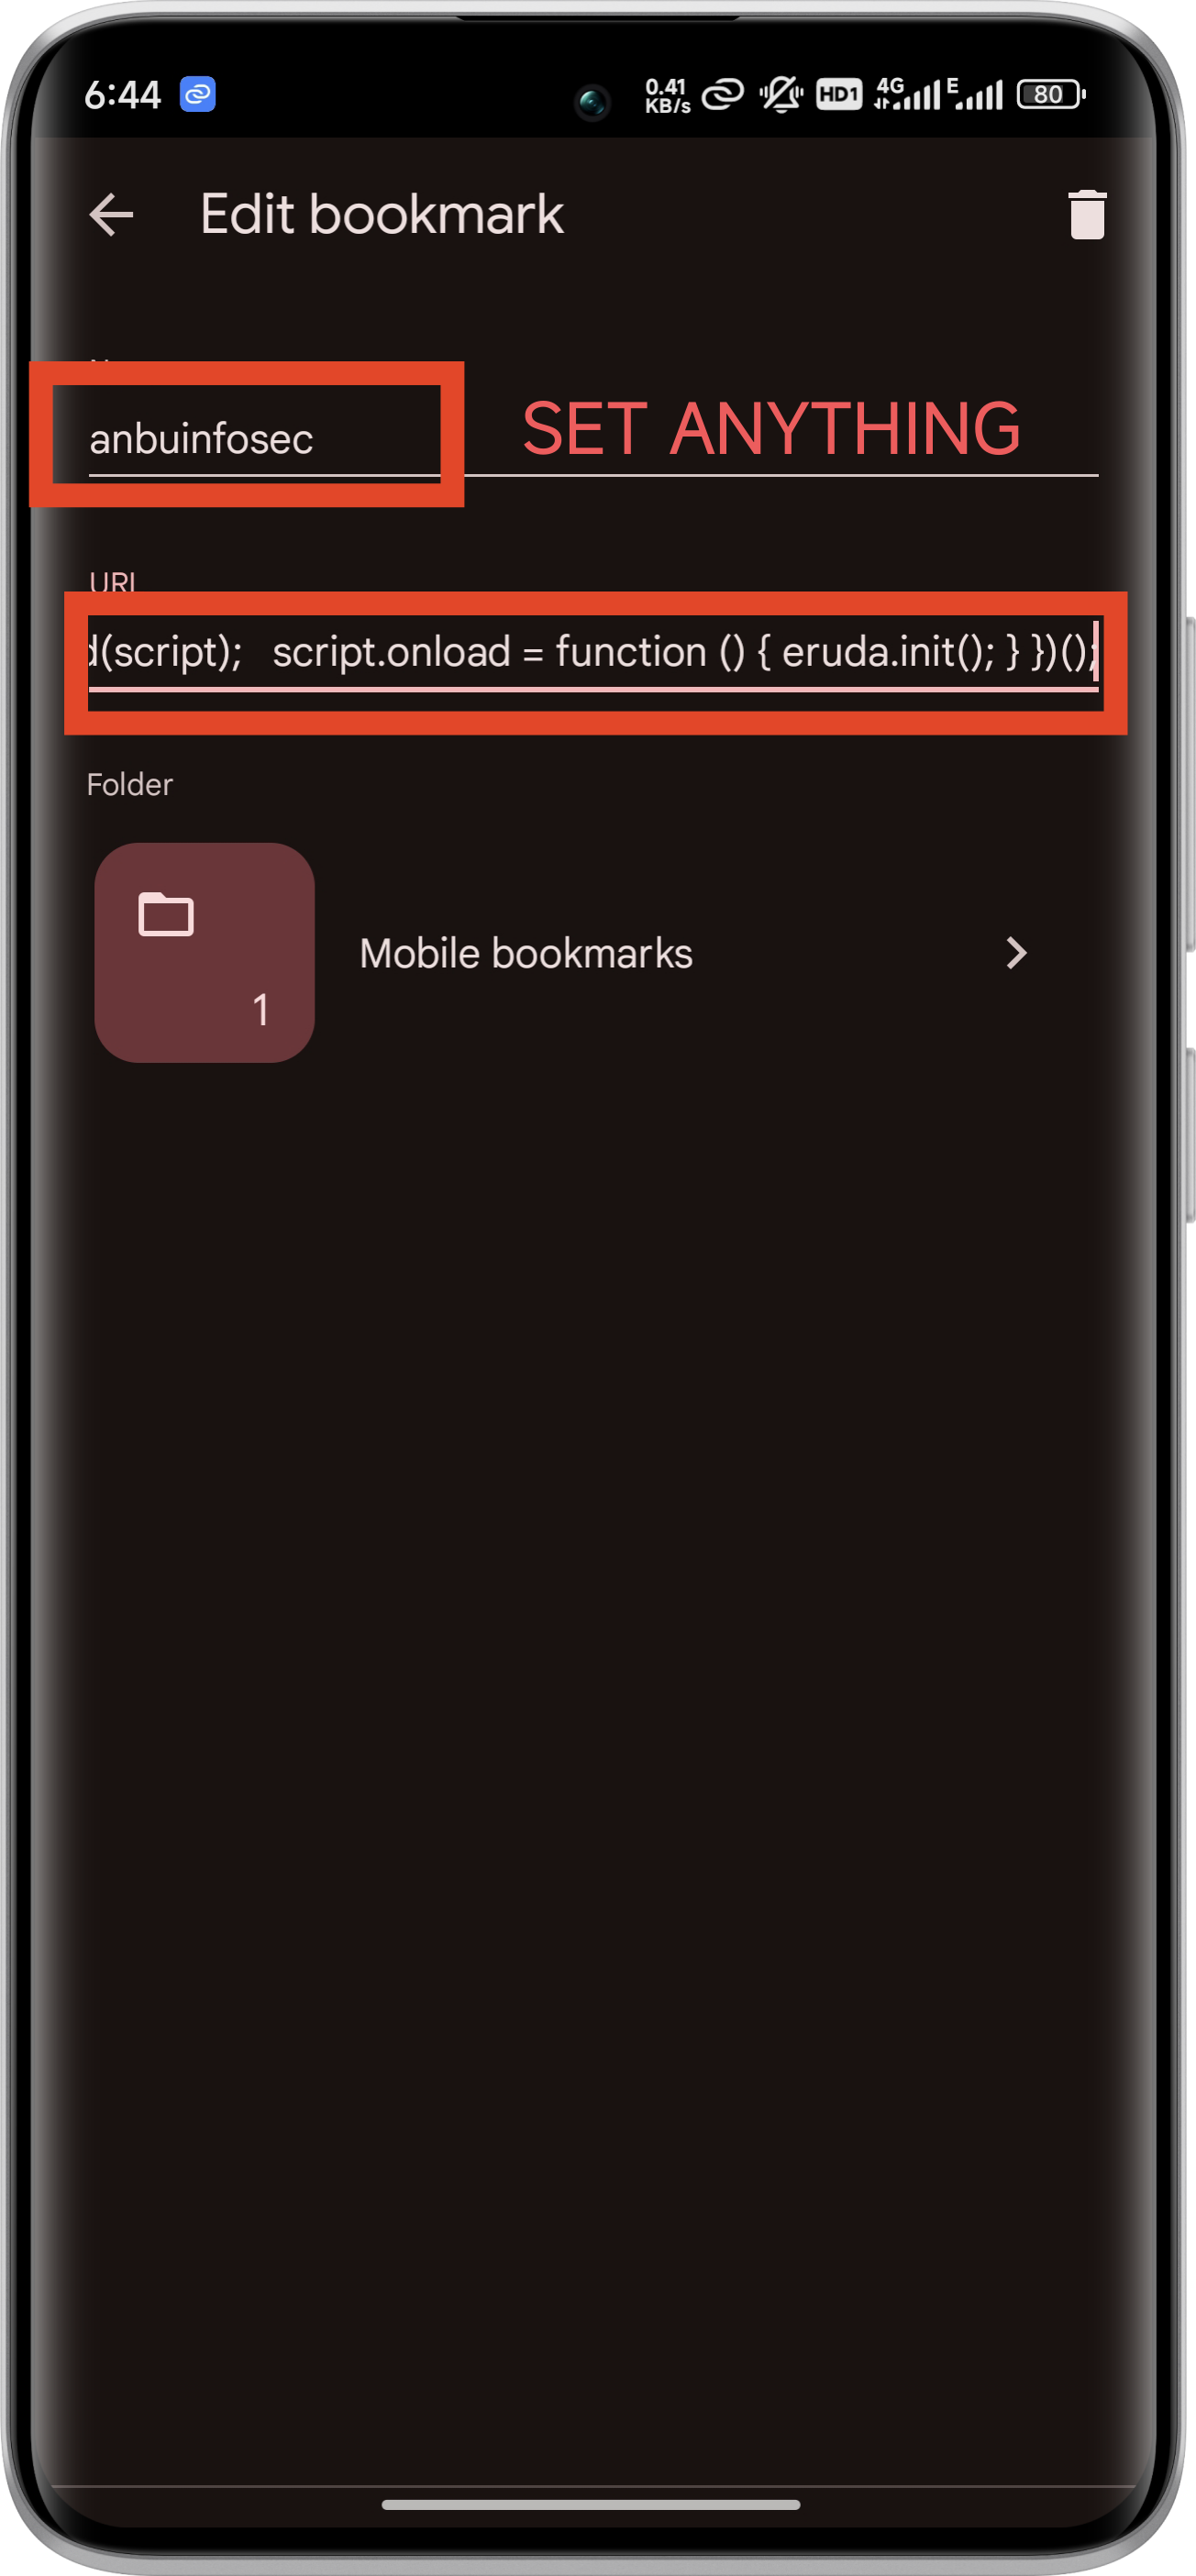 6:44
0.41
KB/s
HD1
4G
E
80
Edit bookmark
anbuinfosec
SET ANYTHING
URL
d(script);   script.onload = function () { eruda.init(); } })();
Folder
1
Mobile bookmarks